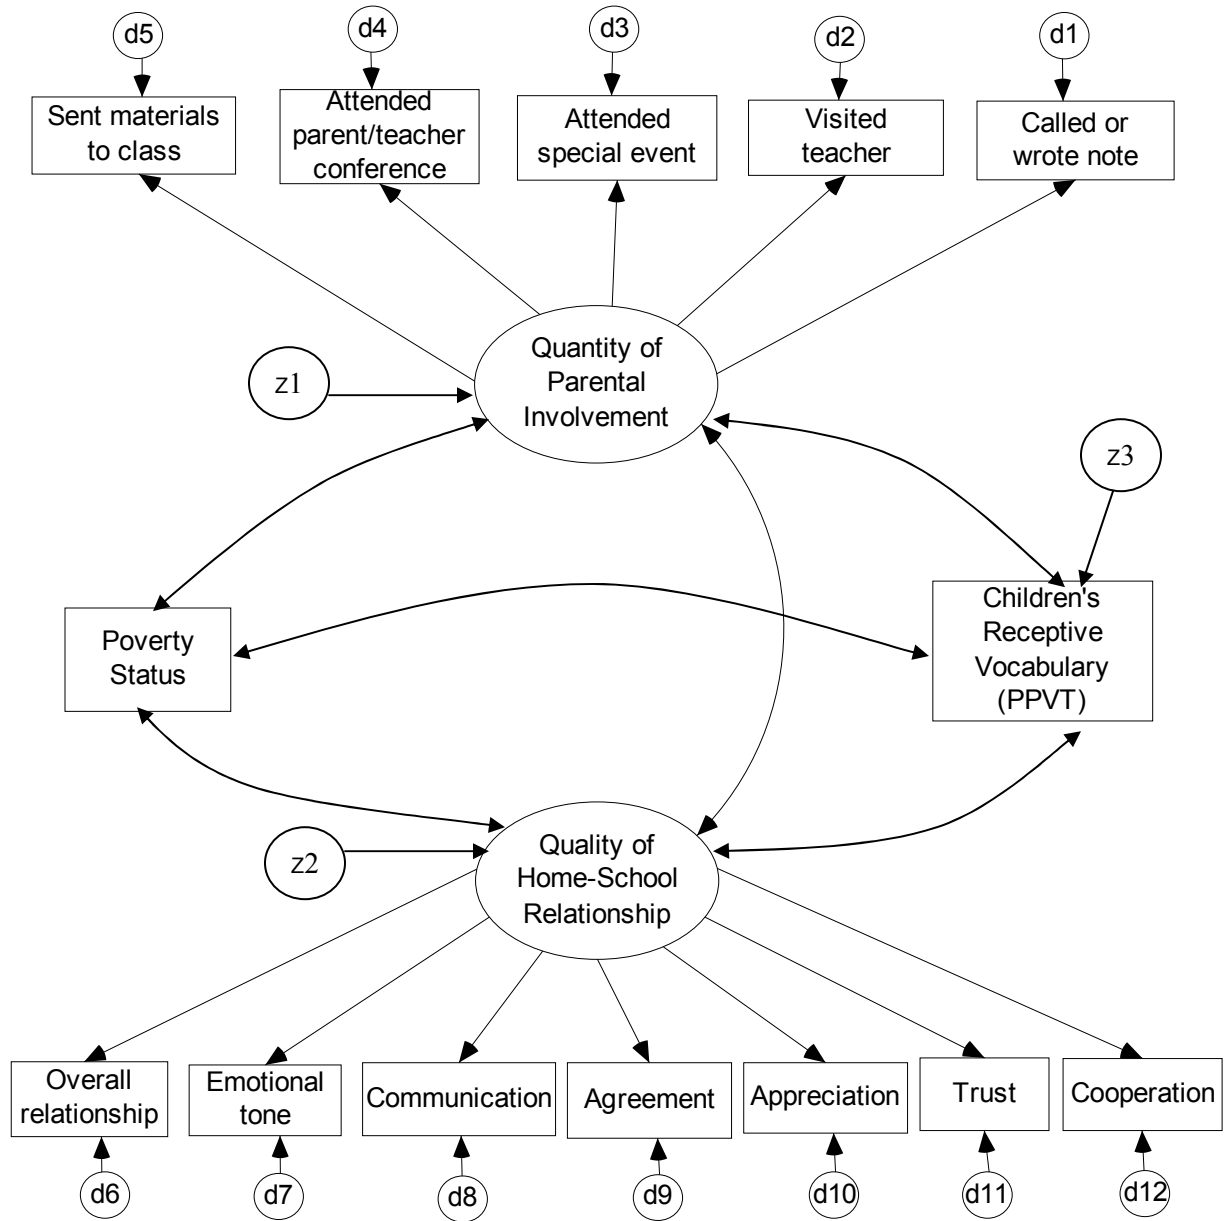 d5
d4
d3
d2
d1
Sent materials
to class
Attended
parent/teacher
conference
Attended
special event
Visited
teacher
Called or
wrote note
Quantity of
Parental
Involvement
z1
z3
Poverty
Status
Children's
Receptive
Vocabulary
(PPVT)
z2
Quality of
Home-School
Relationship
Overall
relationship
Emotional
tone
Communication
Agreement
Appreciation
Trust
Cooperation
d6
d7
d8
d9
d10
d11
d12